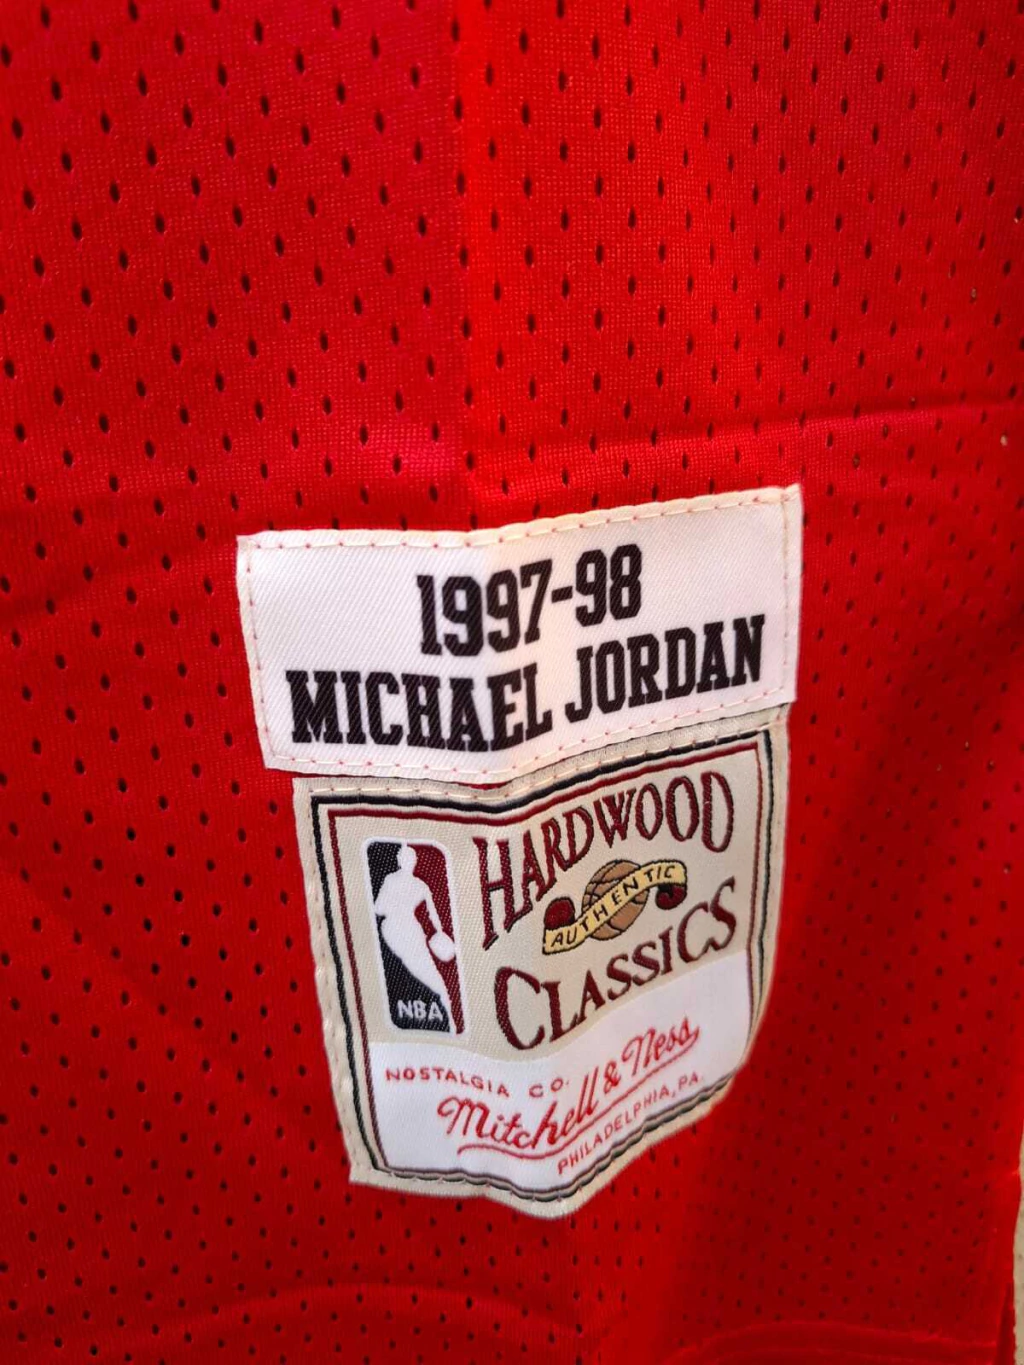 1997-98
MICHAEL JORDAN
HARDWOOD
AUTHENTIC
CLASSICS
NBA
NOSTALGIA CO.
Mitchell & Ness
PHILADELPHIA, PA.